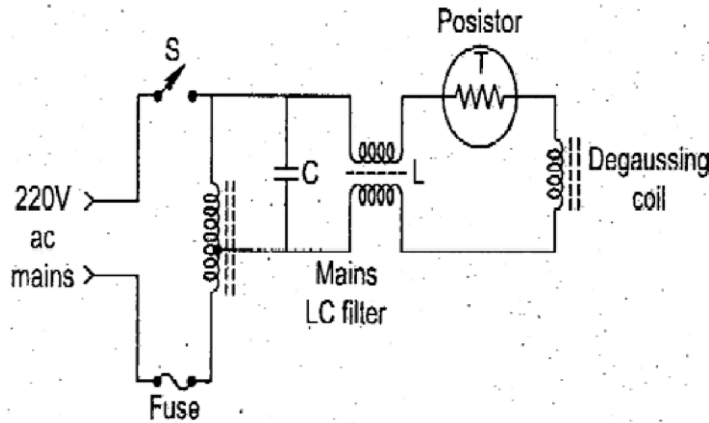 Posistor
S
T
220V
ac
mains
C
L
Degaussing
coil
Mains
LC filter
Fuse